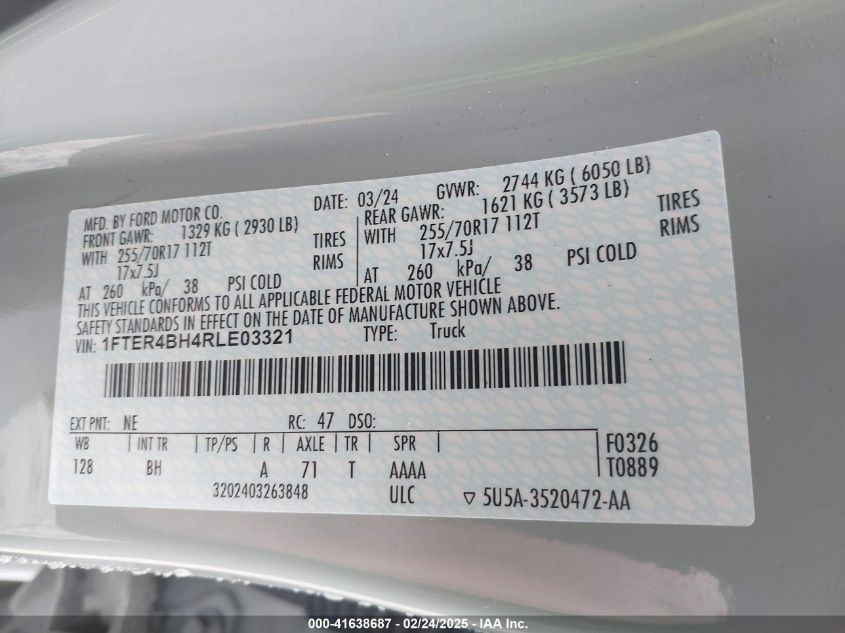 MFD. BY FORD MOTOR CO. DATE: 03/24 GVWR: 2744 KG ( 6050 LB)
FRONT GAWR: 1329 KG ( 2930 LB) REAR GAWR: 1621 KG ( 3573 LB)
WITH 255/70R17 112T TIRES WITH 255/70R17 112T TIRES
17x7.5J RIMS 17x7.5J RIMS
AT 260 kPa/ 38 PSI COLD AT 260 kPa/ 38 PSI COLD
THIS VEHICLE CONFORMS TO ALL APPLICABLE FEDERAL MOTOR VEHICLE
SAFETY STANDARDS IN EFFECT ON THE DATE OF MANUFACTURE SHOWN ABOVE.
VIN: 1FTER4BH4RLE03321 TYPE: Truck
EXT PNT: NE RC: 47 DSO:
WB INT TR TP/PS R AXLE TR SPR F0326
128 BH A 71 T AAAA T0889
3202403263848 ULC ▽ 5U5A-3520472-AA
000-41638687 - 02/24/2025 - IAA Inc.